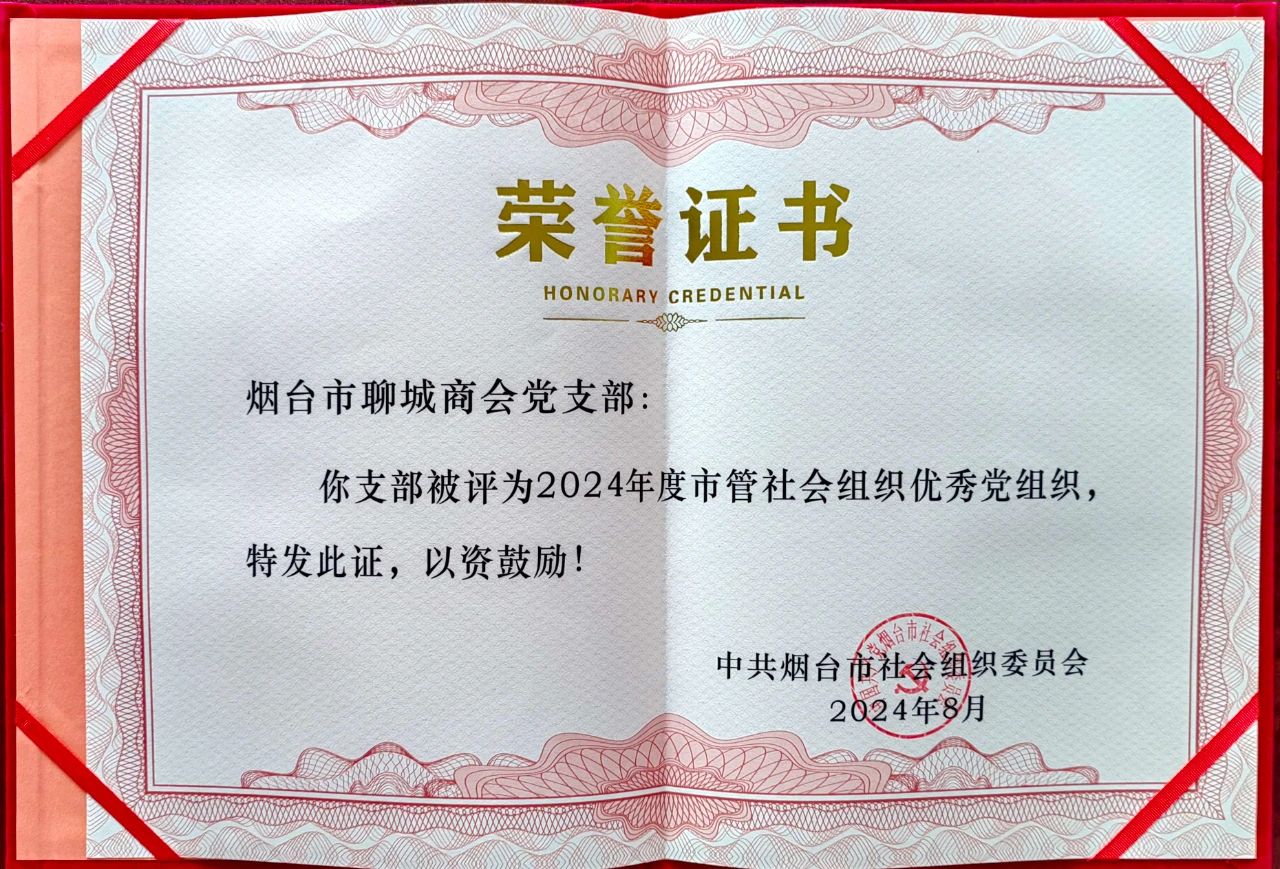 荣誉证书
HONORARY CREDENTIAL
烟台市聊城商会党支部：
你支部被评为2024年度市管社会组织优秀党组织，
特发此证，以资鼓励！
中共烟台市社会组织委员会
2024年8月